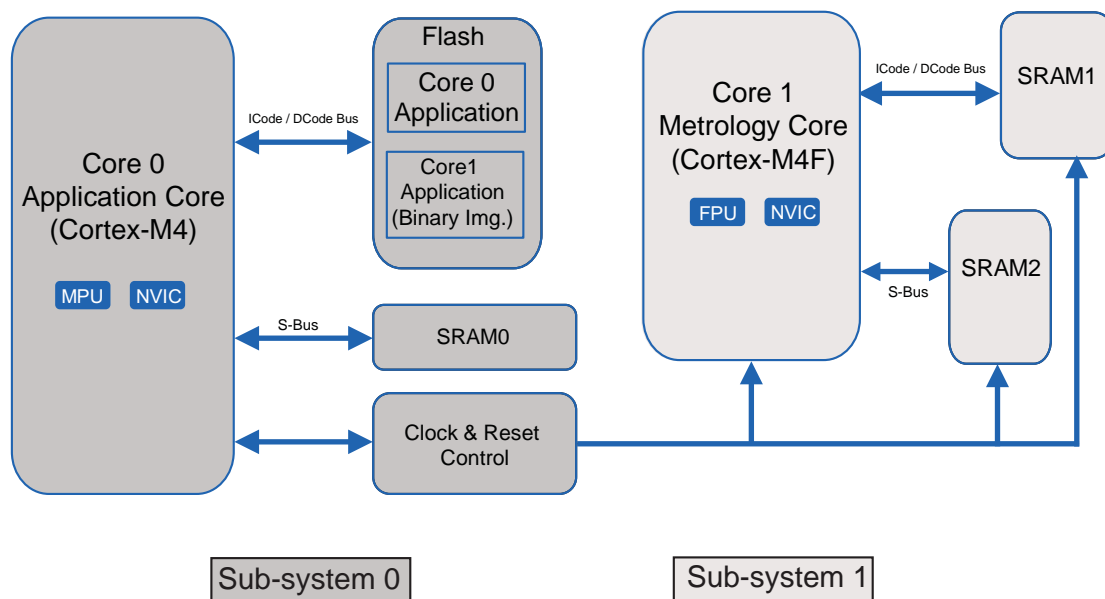 Core 0
Application Core
(Cortex-M4)
MPU
NVIC
ICode / DCode Bus
Flash
Core 0
Application
Core1
Application
(Binary Img.)
S-Bus
SRAM0
Clock & Reset
Control
Core 1
Metrology Core
(Cortex-M4F)
FPU
NVIC
ICode / DCode Bus
SRAM1
S-Bus
SRAM2
Sub-system 0
Sub-system 1